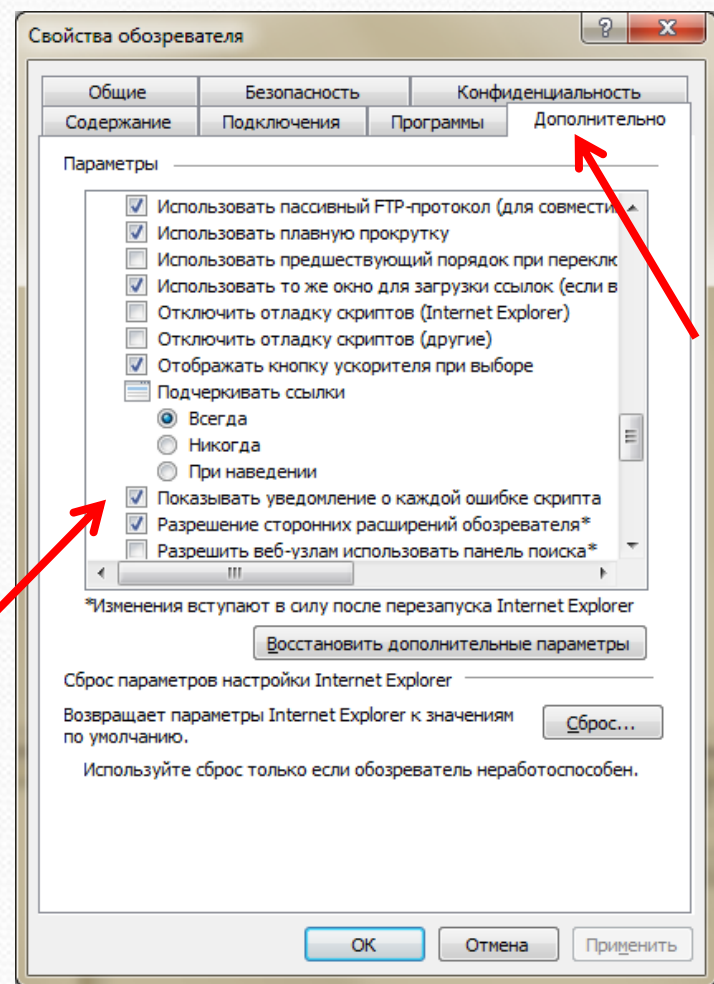 Свойства обозревателя
Общие Безопасность Конфиденциальность
Содержание Подключения Программы Дополнительно
Параметры
Использовать пассивный FTP-протокол (для совмести
Использовать плавную прокрутку
Использовать предшествующий порядок при переклю
Использовать то же окно для загрузки ссылок (если в
Отключить отладку скриптов (Internet Explorer)
Отключить отладку скриптов (другие)
Отображать кнопку ускорителя при выборе
Подчеркивать ссылки
Всегда
Никогда
При наведении
Показывать уведомление о каждой ошибке скрипта
Разрешение сторонних расширений обозревателя*
Разрешить веб-узлам использовать панель поиска*
*Изменения вступают в силу после перезапуска Internet Explorer
Восстановить дополнительные параметры
Сброс параметров настройки Internet Explorer
Возвращает параметры Internet Explorer к значениям
по умолчанию.
Сброс...
Используйте сброс только если обозреватель неработоспособен.
ОК Отмена Применить